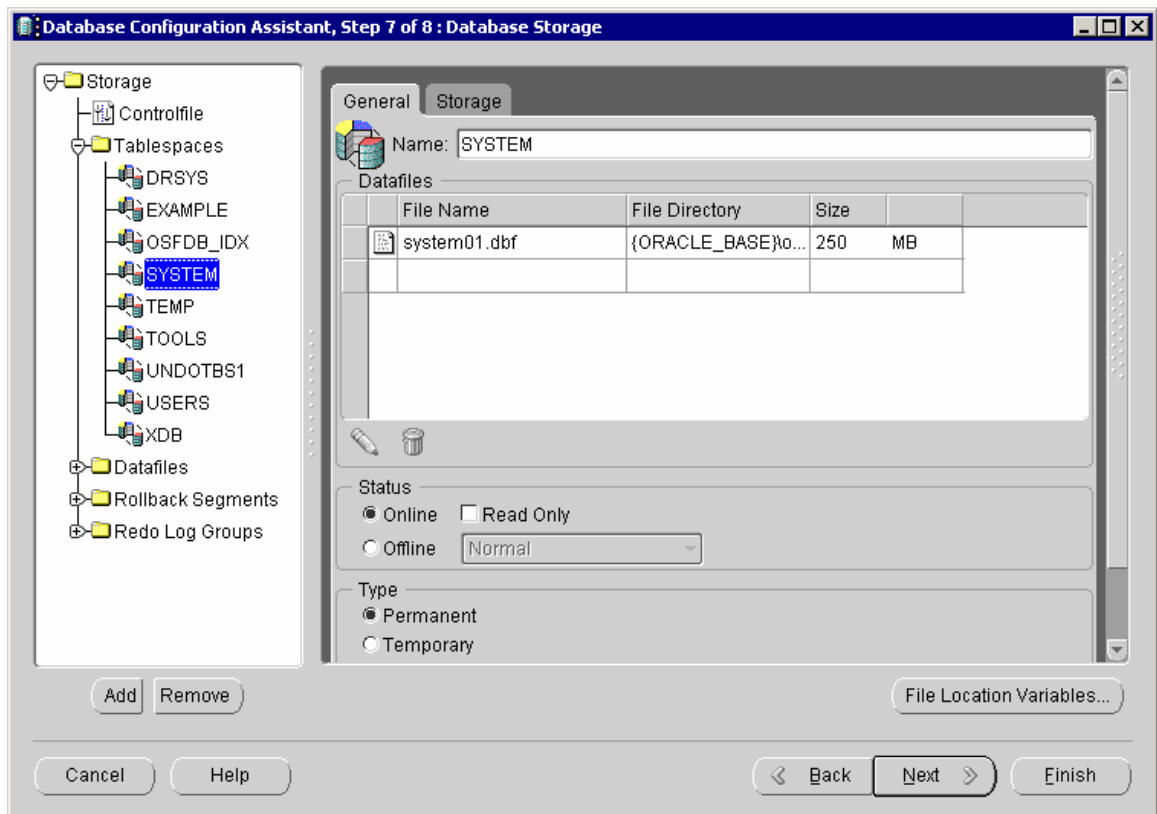 Database Configuration Assistant, Step 7 of 8 : Database Storage
Storage
Controlfile
Tablespaces
DRSYS
EXAMPLE
OSFDB_IDX
SYSTEM
TEMP
TOOLS
UNDOTBS1
USERS
XDB
Datafiles
Rollback Segments
Redo Log Groups
Add Remove
General Storage
Name: SYSTEM
Datafiles
File Name File Directory Size
system01.dbf {ORACLE_BASE}\o... 250 MB
Status
Online Read Only
Offline Normal
Type
Permanent
Temporary
File Location Variables...
Cancel Help Back Next Finish